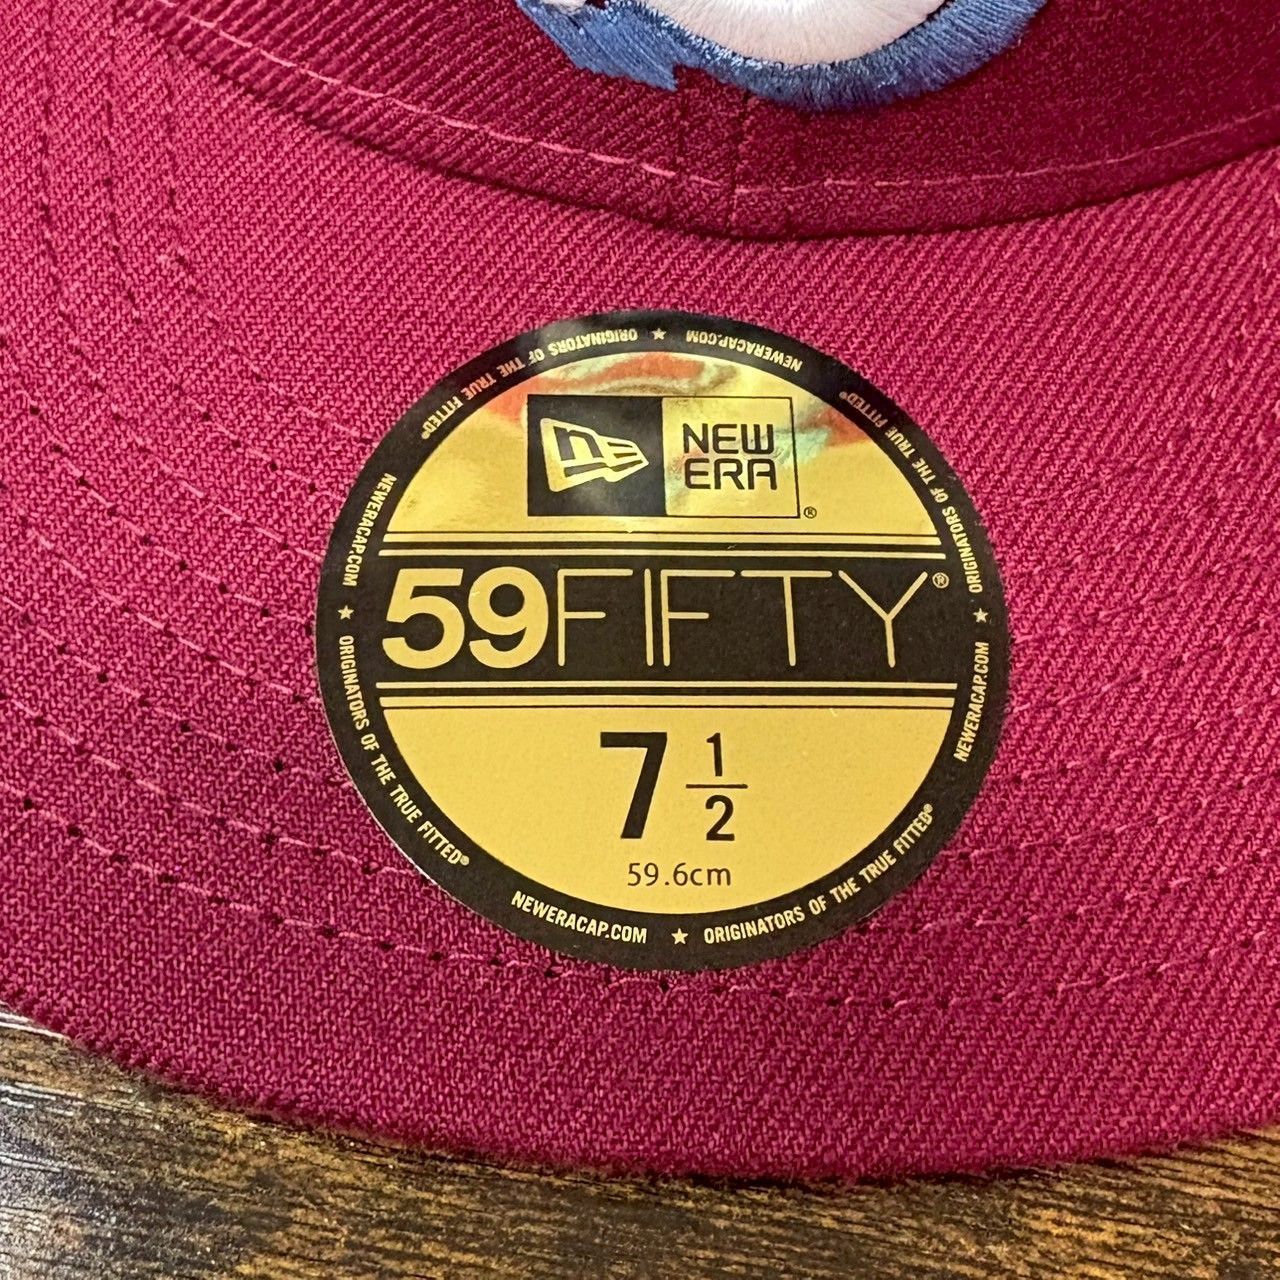 NEW
ERA®
59FIFTY®
7 1/2
59.6cm
NEWERACAP.COM ★ ORIGINATORS OF THE TRUE FITTED®
NEWERACAP.COM ★ ORIGINATORS OF THE TRUE FITTED®
NEWERACAP.COM ★ ORIGINATORS OF THE TRUE FITTED®
NEWERACAP.COM ★ ORIGINATORS OF THE TRUE FITTED®